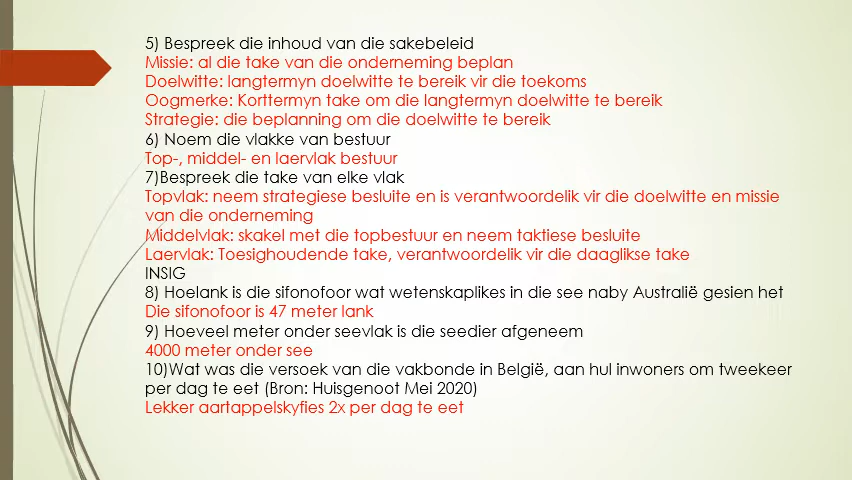 5) Bespreek die inhoud van die sakebeleid
Missie: al die take van die onderneming beplan
Doelwitte: langtermyn doelwitte te bereik vir die toekoms
Oogmerke: Korttermyn take om die langtermyn doelwitte te bereik
Strategie: die beplanning om die doelwitte te bereik
6) Noem die vlakke van bestuur
Top-, middel- en laervlak bestuur
7)Bespreek die take van elke vlak
Topvlak: neem strategiese besluite en is verantwoordelik vir die doelwitte en missie
van die onderneming
Middelvlak: skakel met die topbestuur en neem taktiese besluite
Laervlak: Toesighoudende take, verantwoordelik vir die daaglikse take
INSIG
8) Hoelank is die sifonofoor wat wetenskaplikes in die see naby Australië gesien het
Die sifonofoor is 47 meter lank
9) Hoeveel meter onder seevlak is die seedier afgeneem
4000 meter onder see
10)Wat was die versoek van die vakbonde in België, aan hul inwoners om tweekeer
per dag te eet (Bron: Huisgenoot Mei 2020)
Lekker aartappelskyfies 2x per dag te eet